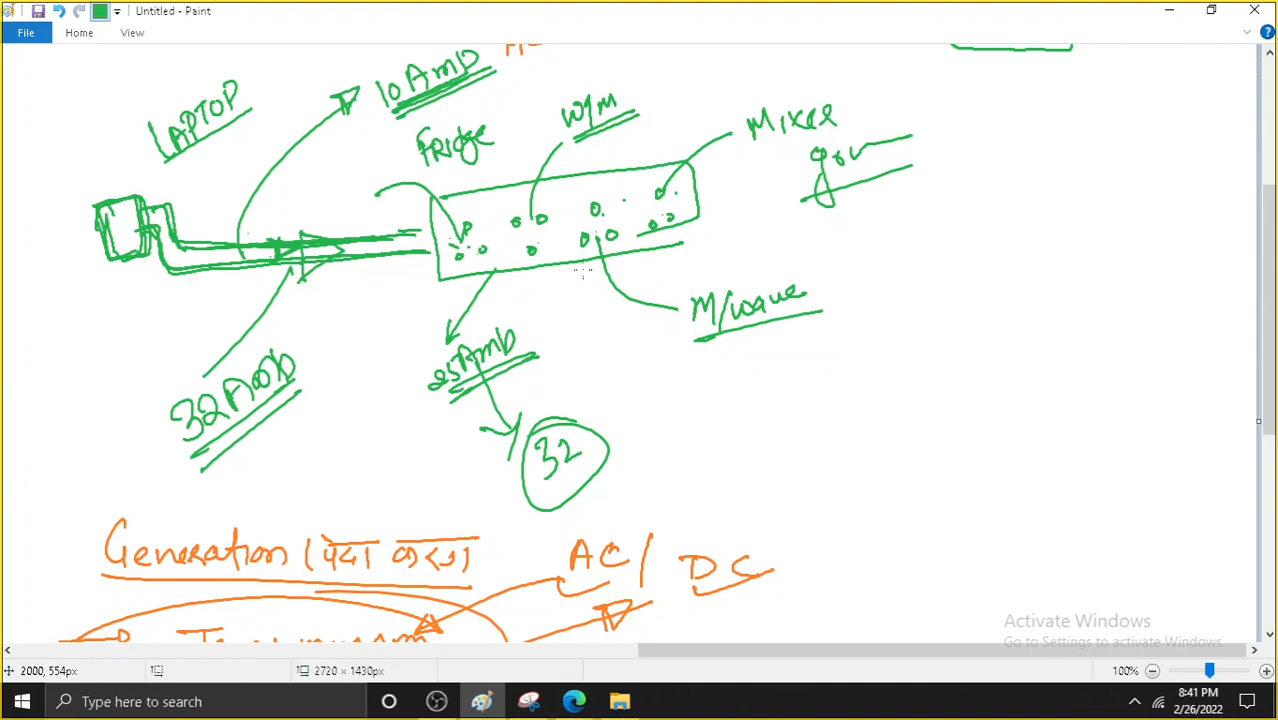 Untitled - Paint
File
Home
View
10 Amp
LAPTOP
W/M
Mixer
Fridge
M/wave
32 Amp
25 Amp
32
Generation (पैदा करना)
AC/
DC
Activate Windows
Go to Settings to activate Windows.
2000, 554px
2720 × 1430px
100%
Type here to search
8:41 PM
2/26/2022